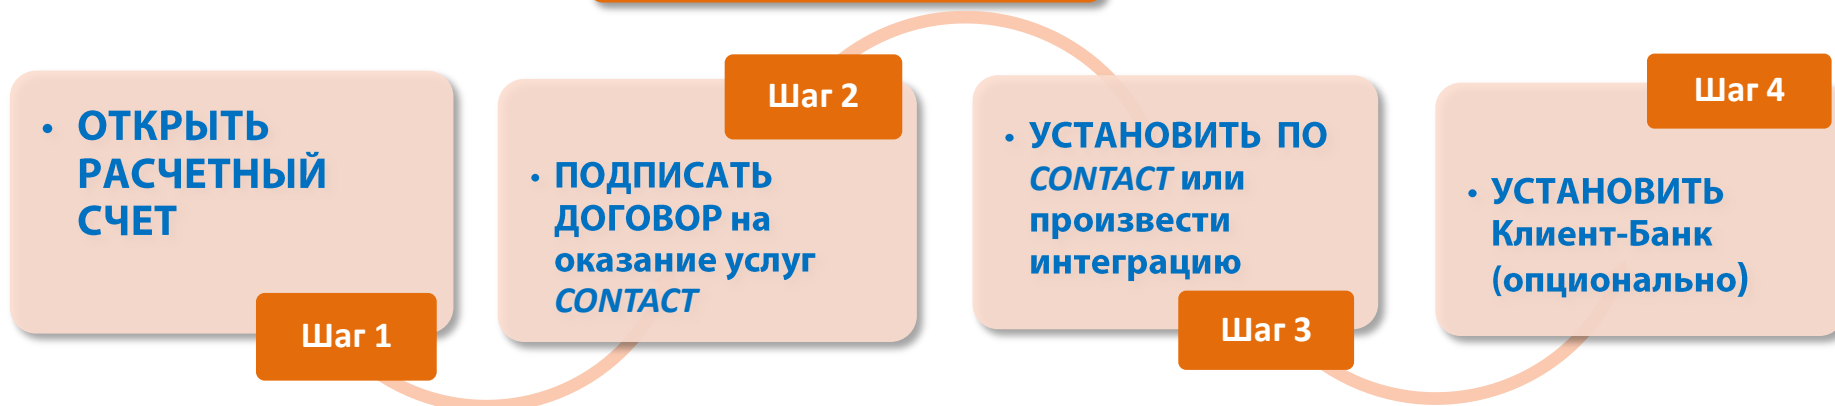 • ОТКРЫТЬ
РАСЧЕТНЫЙ
СЧЕТ
Шаг 1
Шаг 2
• ПОДПИСАТЬ
ДОГОВОР на
оказание услуг
CONTACT
• УСТАНОВИТЬ ПО
CONTACT или
произвести
интеграцию
Шаг 3
Шаг 4
• УСТАНОВИТЬ
Клиент-Банк
(опционально)